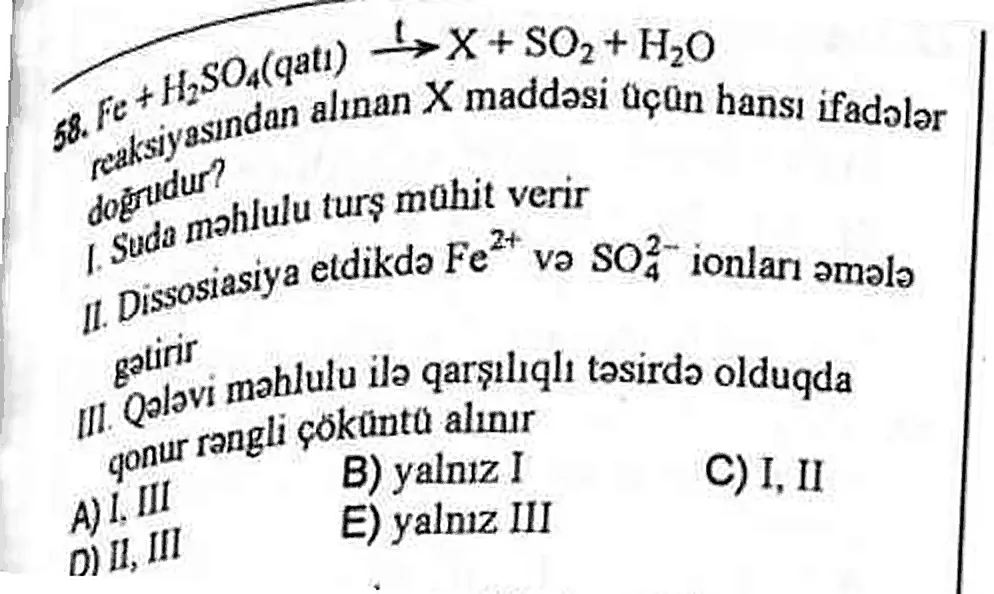 58. Fe + H₂SO₄(qatı) —t→ X + SO₂ + H₂O
reaksiyasından alınan X maddəsi üçün hansı ifadələr
doğrudur?
I. Suda məhlulu turş mühit verir
II. Dissosiasiya etdikdə Fe²⁺ və SO₄²⁻ ionları əmələ
gətirir
III. Qələvi məhlulu ilə qarşılıqlı təsirdə olduqda
qonur rəngli çöküntü alınır
A) I, III B) yalnız I C) I, II
D) II, III E) yalnız III